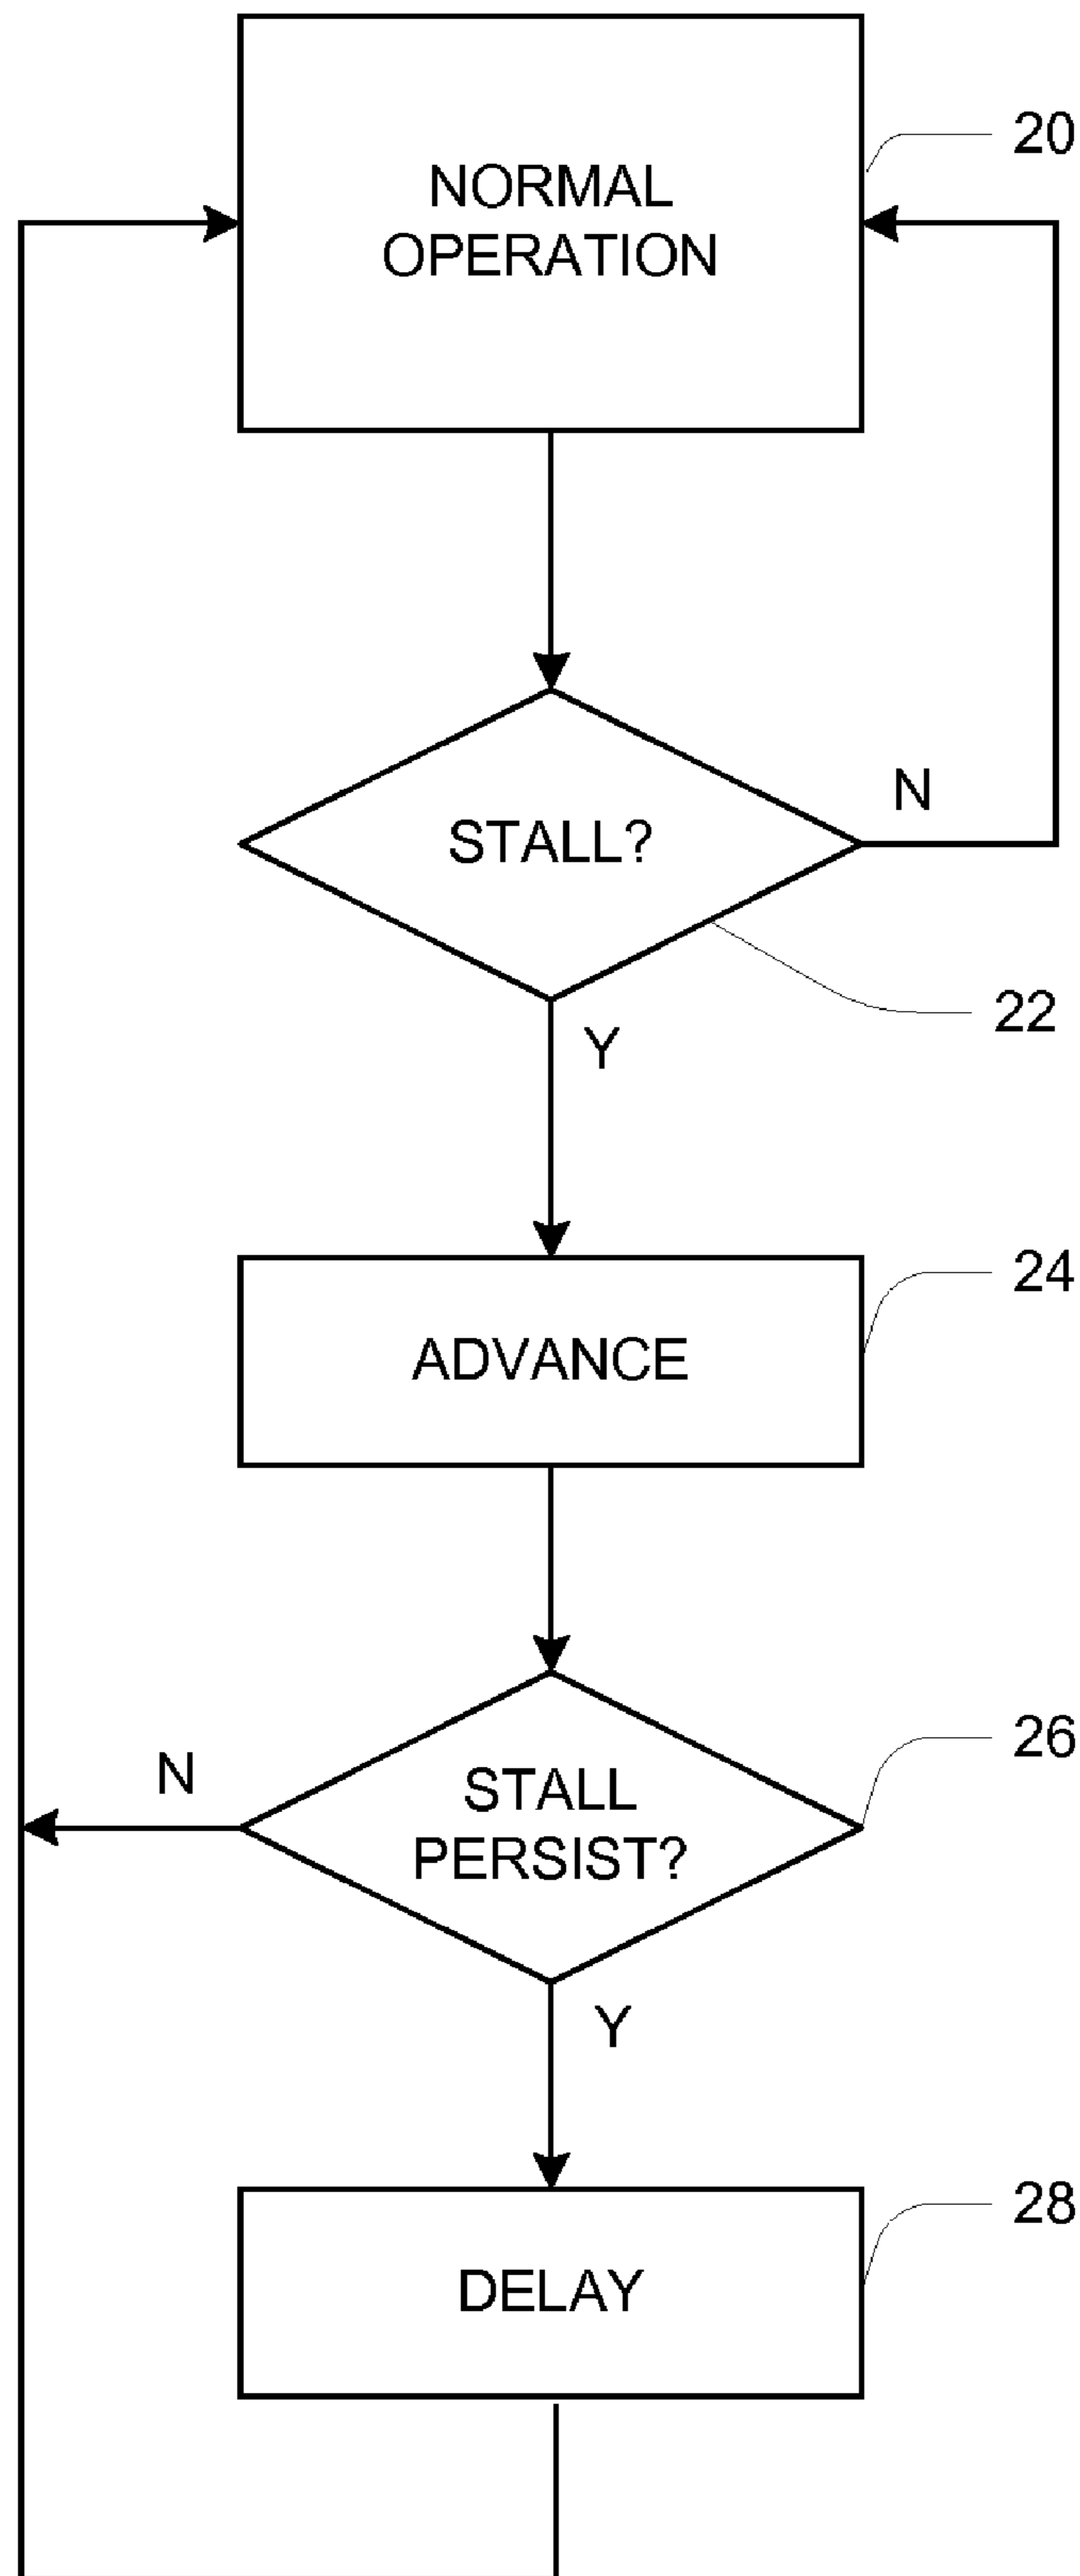 20
NORMAL
OPERATION
N
STALL?
22
Y
24
ADVANCE
26
N
STALL
PERSIST?
Y
28
DELAY